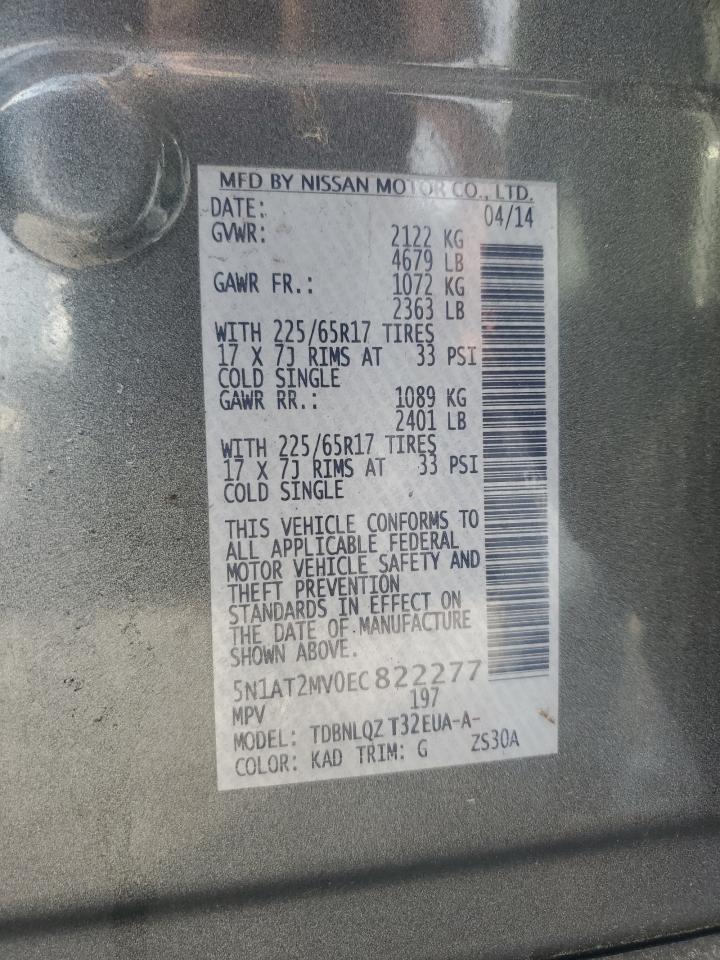 MFD BY NISSAN MOTOR CO., LTD.
DATE: 04/14
GVWR: 2122 KG
4679 LB
GAWR FR.: 1072 KG
2363 LB
WITH 225/65R17 TIRES
17 X 7J RIMS AT 33 PSI
COLD SINGLE
GAWR RR.: 1089 KG
2401 LB
WITH 225/65R17 TIRES
17 X 7J RIMS AT 33 PSI
COLD SINGLE
THIS VEHICLE CONFORMS TO
ALL APPLICABLE FEDERAL
MOTOR VEHICLE SAFETY AND
THEFT PREVENTION
STANDARDS IN EFFECT ON
THE DATE OF MANUFACTURE
SHOWN ABOVE.
5N1AT2MV0EC822277
MPV 197
MODEL: TDBNLQZ T32EUA-A-
COLOR: KAD TRIM: G ZS30A